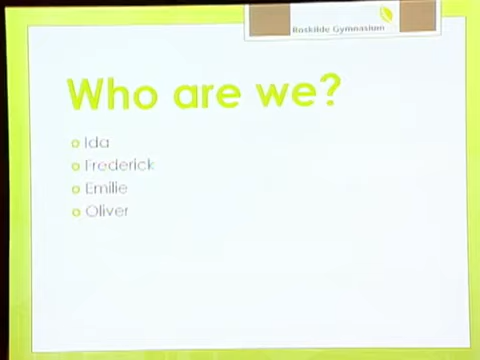 Roskilde Gymnasium
Who are we?
Ida
Frederick
Emilie
Oliver